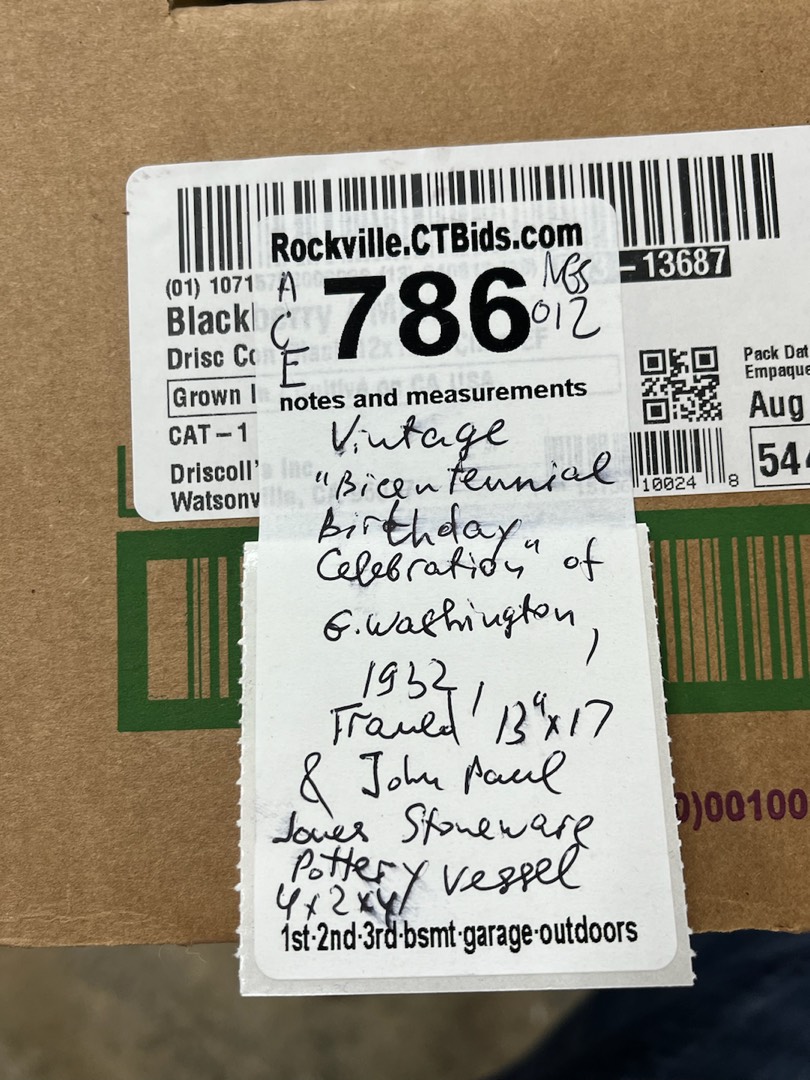 Rockville.CTBids.com
(01) 1071
-13687
A
C
E
786
012
Black
Drisc Co
Grown I
notes and measurements
CAT-1
Driscoll's
Watsonv
Pack Dat
Empaque
Aug
544
10024 8
Vintage
"Bicentennial
Birthday
Celebration" of
G. Washington,
1932,
Framed 13"x17
& John Paul
Jones Stoneware
Pottery vessel
4x2x4
)00100
1st·2nd·3rd·bsmt·garage·outdoors